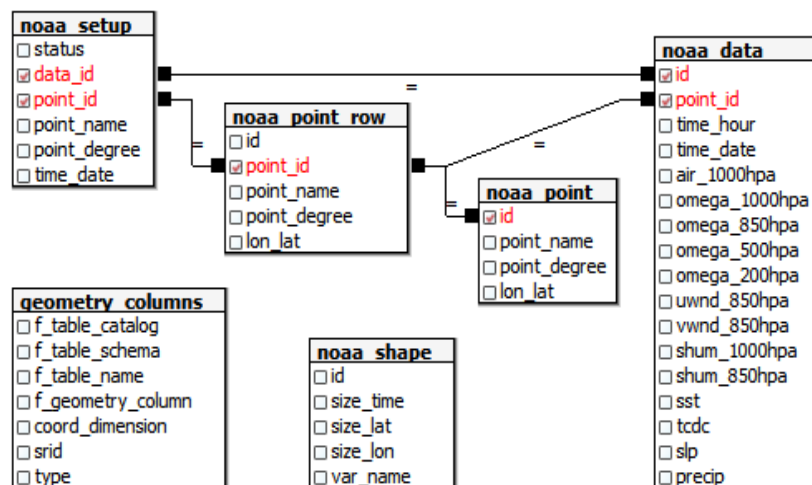 noaa_setup
status
data_id
point_id
point_name
point_degree
time_date
=
=
noaa_point_row
id
point_id
point_name
point_degree
lon_lat
=
=
noaa_point
id
point_name
point_degree
lon_lat
noaa_data
id
point_id
time_hour
time_date
air_1000hpa
omega_1000hpa
omega_850hpa
omega_500hpa
omega_200hpa
uwnd_850hpa
vwnd_850hpa
shum_1000hpa
shum_850hpa
sst
tcdc
slp
precip
geometry_columns
f_table_catalog
f_table_schema
f_table_name
f_geometry_column
coord_dimension
srid
type
noaa_shape
id
size_time
size_lat
size_lon
var_name